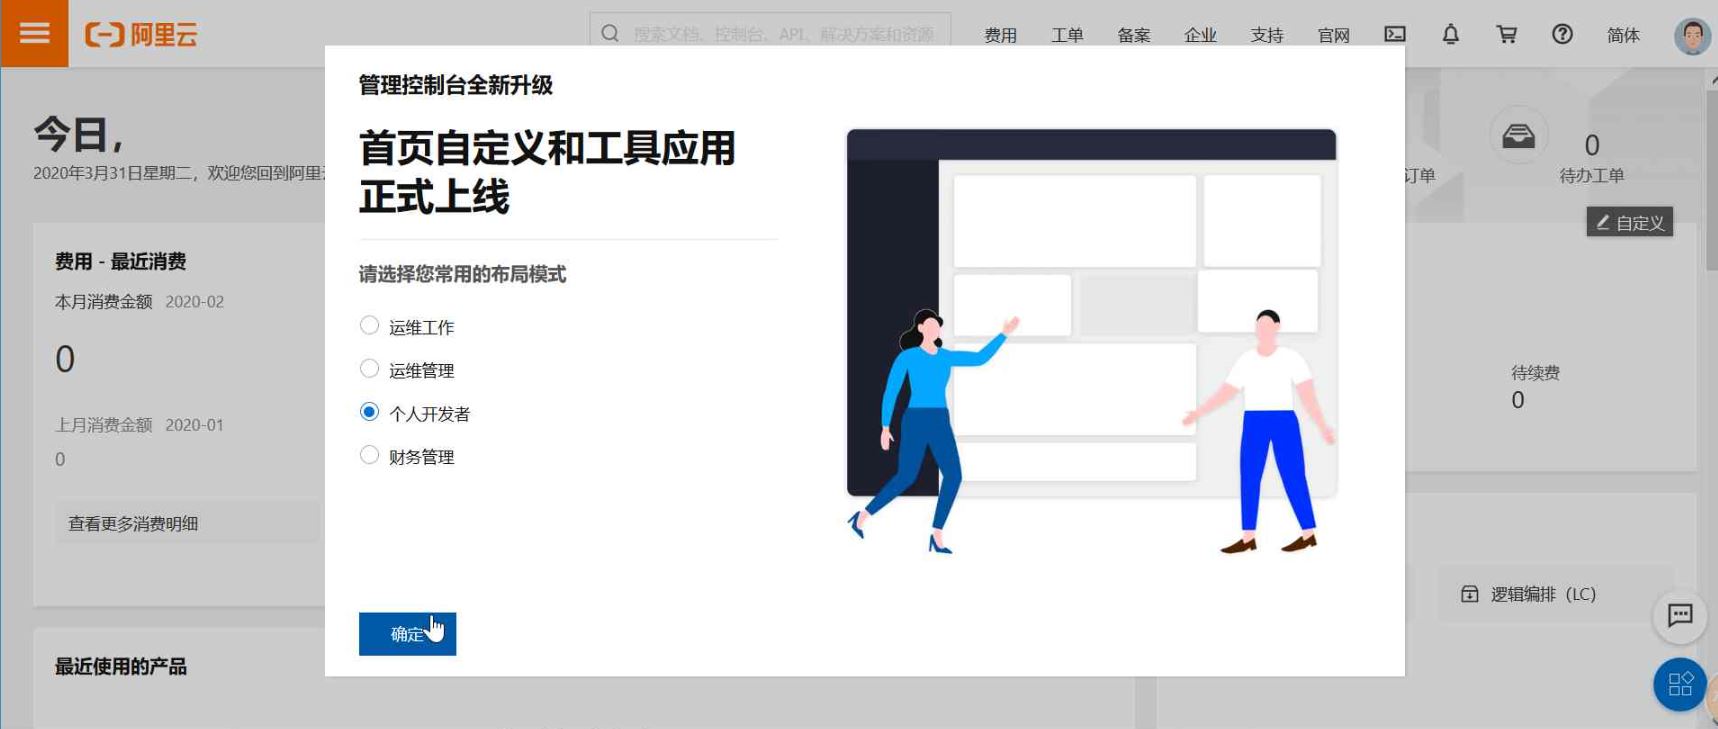 阿里云
搜索文档、控制台、API、解决方案和资源
费用
工单
备案
企业
支持
官网
简体
今日，
2020年3月31日星期二，欢迎您回到阿里
订单
0
待办工单
自定义
费用 - 最近消费
本月消费金额 2020-02
0
上月消费金额 2020-01
0
查看更多消费明细
最近使用的产品
管理控制台全新升级
首页自定义和工具应用
正式上线
请选择您常用的布局模式
运维工作
运维管理
个人开发者
财务管理
确定
待续费
0
逻辑编排（LC）